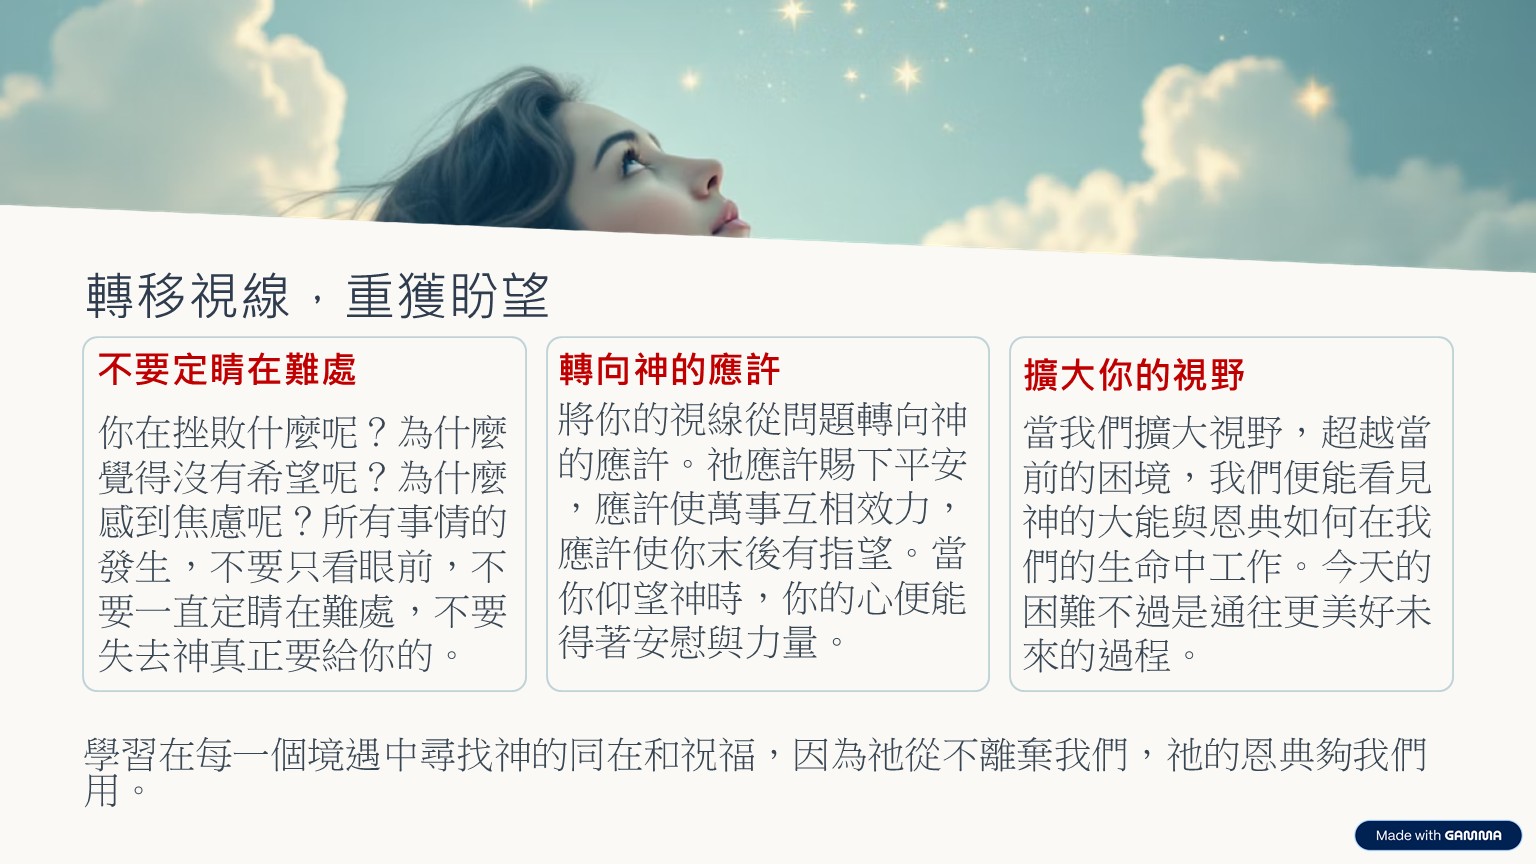 轉移視線，重獲盼望
不要定睛在難處
你在挫敗什麼呢？為什麼
覺得沒有希望呢？為什麼
感到焦慮呢？所有事情的
發生，不要只看眼前，不
要一直定睛在難處，不要
失去神真正要給你的。
轉向神的應許
將你的視線從問題轉向神
的應許。祂應許賜下平安
，應許使萬事互相效力，
應許使你末後有指望。當
你仰望神時，你的心便能
得著安慰與力量。
擴大你的視野
當我們擴大視野，超越當
前的困境，我們便能看見
神的大能與恩典如何在我
們的生命中工作。今天的
困難不過是通往更美好未
來的過程。
學習在每一個境遇中尋找神的同在和祝福，因為祂從不離棄我們，祂的恩典夠我們
用。
Made with GAMMA